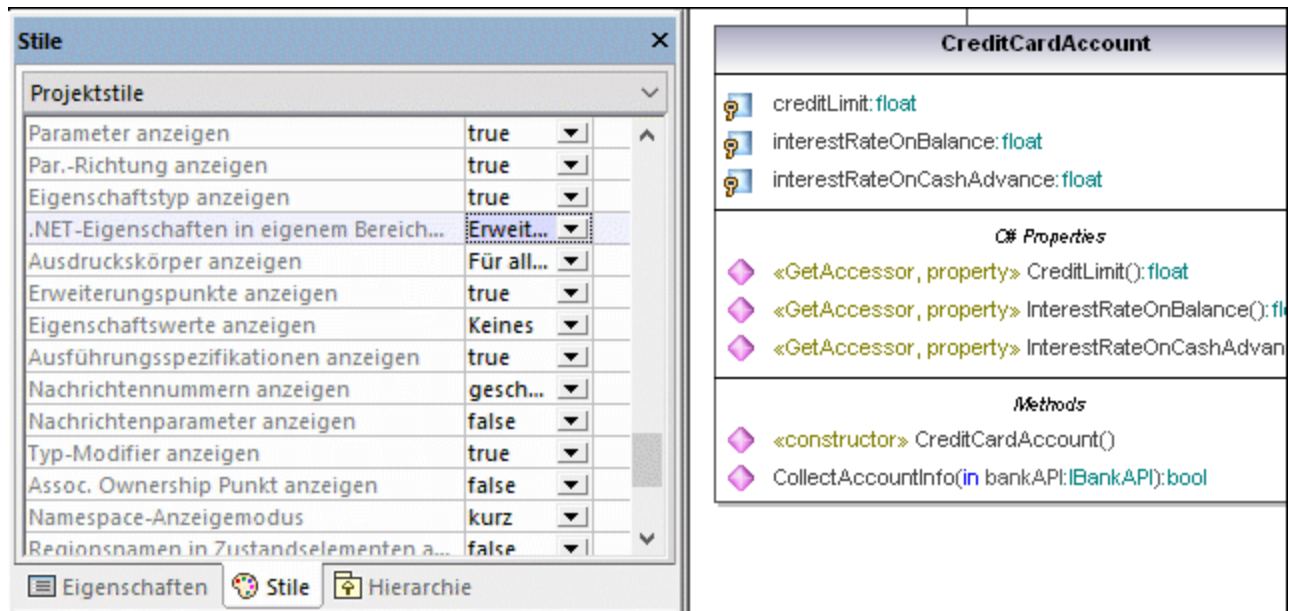 Stile
Projektstile
Parameter anzeigen true
Par.-Richtung anzeigen true
Eigenschaftstyp anzeigen true
.NET-Eigenschaften in eigenem Bereich... Erweit...
Ausdruckskörper anzeigen Für all...
Erweiterungspunkte anzeigen true
Eigenschaftswerte anzeigen Keines
Ausführungsspezifikationen anzeigen true
Nachrichtennummern anzeigen gesch...
Nachrichtenparameter anzeigen false
Typ-Modifier anzeigen true
Assoc. Ownership Punkt anzeigen false
Namespace-Anzeigemodus kurz
Regionsnamen in Zustandselementen a... false
Eigenschaften Stile Hierarchie
CreditCardAccount
creditLimit:float
interestRateOnBalance:float
interestRateOnCashAdvance:float
C# Properties
«GetAccessor, property» CreditLimit():float
«GetAccessor, property» InterestRateOnBalance():fl
«GetAccessor, property» InterestRateOnCashAdvan
Methods
«constructor» CreditCardAccount()
CollectAccountInfo(in bankAPI:IBankAPI):bool